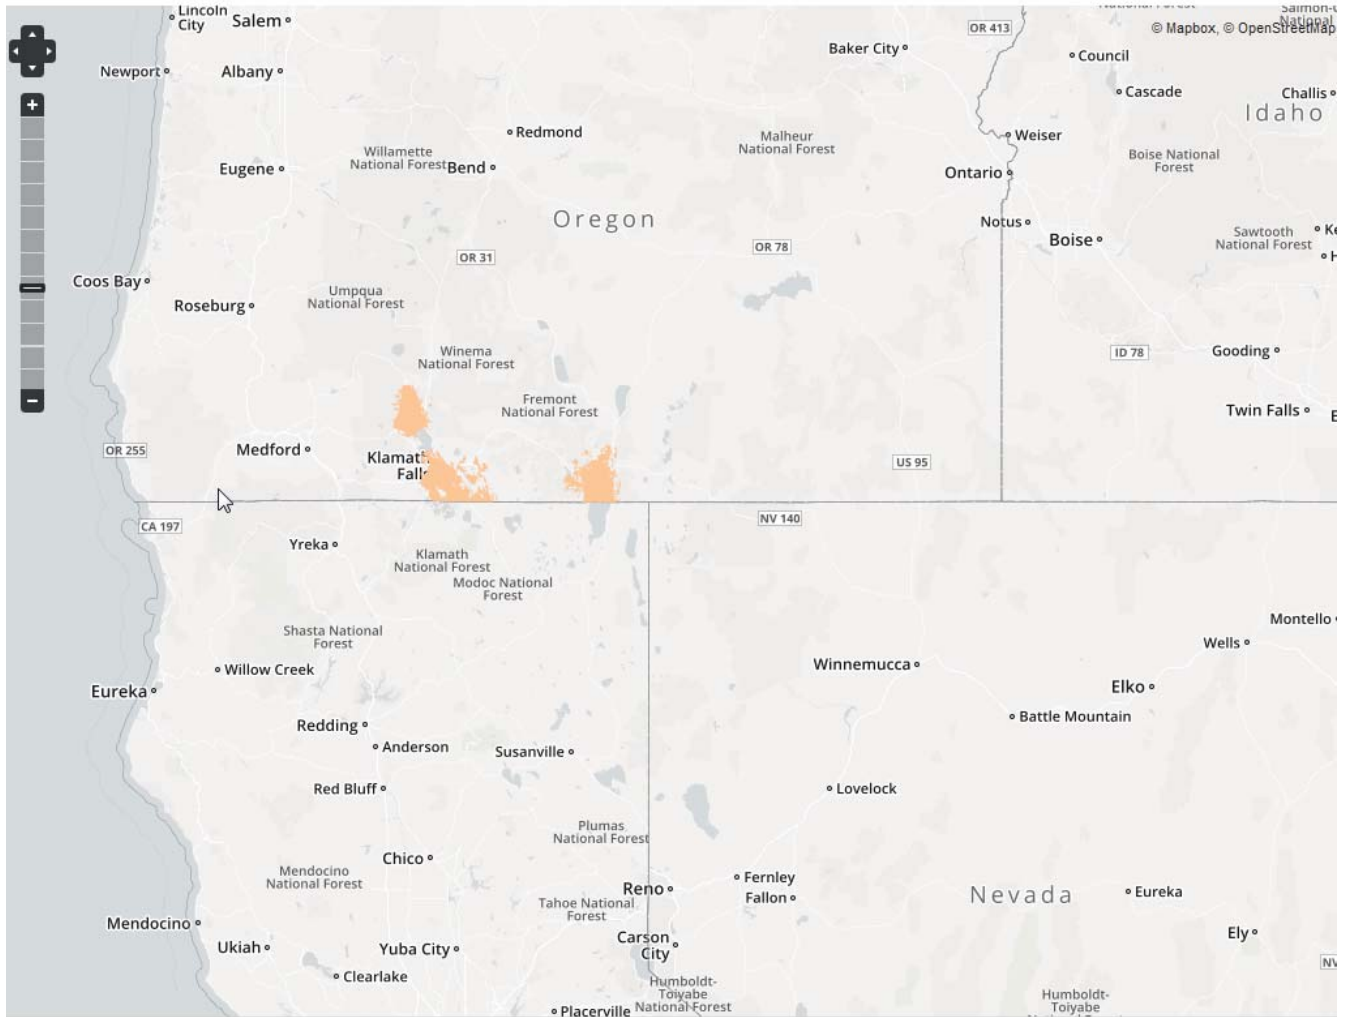 Lincoln
City
Salem
OR 413
© Mapbox, © OpenStreetMap
Baker City
Council
Newport
Albany
Cascade
Challis
Idaho
Redmond
Malheur
National Forest
Weiser
Willamette
National Forest
Bend
Boise National
Forest
Eugene
Ontario
Oregon
Notus
Boise
Sawtooth
National Forest
OR 78
OR 31
Coos Bay
Umpqua
National Forest
Roseburg
Winema
National Forest
ID 78
Gooding
Fremont
National Forest
Twin Falls
OR 255
Medford
Klamath
Falls
US 95
CA 197
NV 140
Yreka
Klamath
National Forest
Modoc National
Forest
Montello
Shasta National
Forest
Wells
Willow Creek
Winnemucca
Eureka
Elko
Battle Mountain
Redding
Anderson
Susanville
Red Bluff
Lovelock
Plumas
National Forest
Chico
Mendocino
National Forest
Reno
Fernley
Fallon
Nevada
Eureka
Tahoe National
Forest
Mendocino
Ukiah
Yuba City
Carson
City
Ely
NV
Clearlake
Humboldt-
Toiyabe
National Forest
Humboldt-
Toiyabe
Placerville